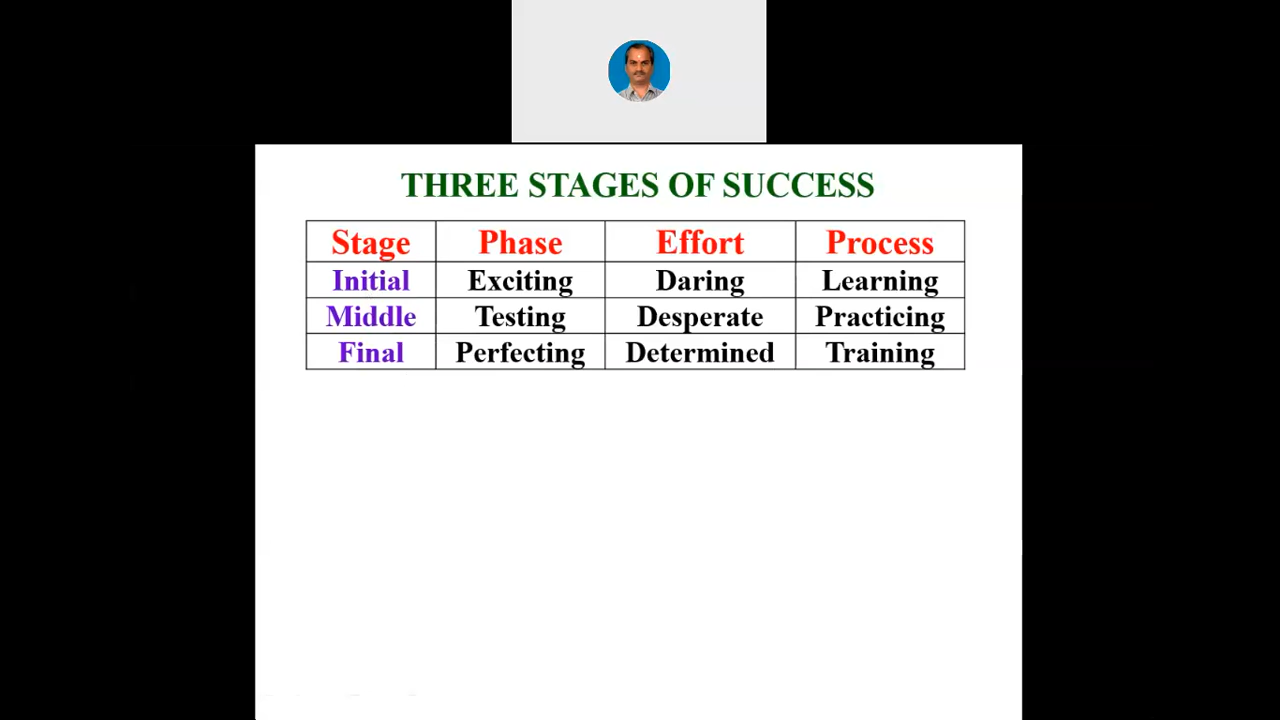 THREE STAGES OF SUCCESS
Stage Phase Effort Process
Initial Exciting Daring Learning
Middle Testing Desperate Practicing
Final Perfecting Determined Training